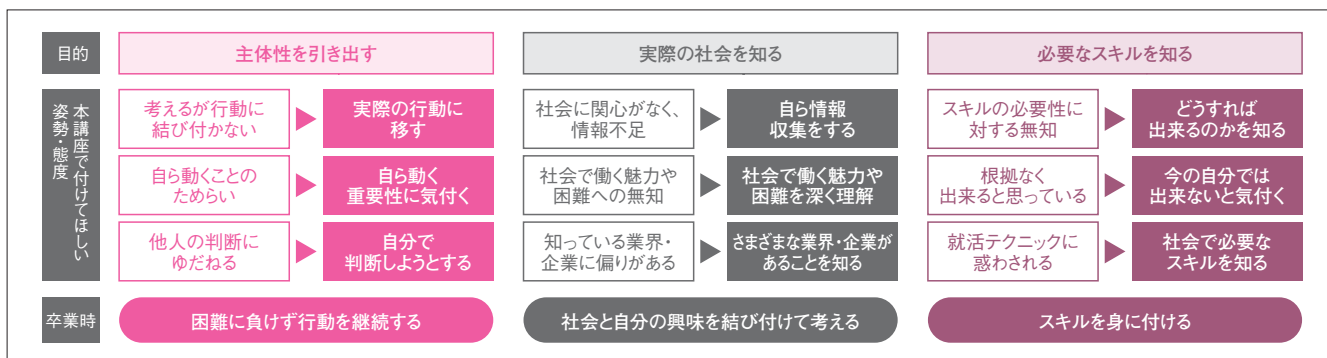 目的
主体性を引き出す
実際の社会を知る
必要なスキルを知る
本講座で付けてほしい
姿勢・態度
考えるが行動に
結び付かない
実際の行動に
移す
自ら動くことの
ためらい
自ら動く
重要性に気付く
他人の判断に
ゆだねる
自分で
判断しようとする
社会に関心がなく、
情報不足
自ら情報
収集をする
社会で働く魅力や
困難への無知
社会で働く魅力や
困難を深く理解
知っている業界・
企業に偏りがある
さまざまな業界・企業が
あることを知る
スキルの必要性に
対する無知
どうすれば
出来るのかを知る
根拠なく
出来ると思っている
今の自分では
出来ないと気付く
就活テクニックに
惑わされる
社会で必要な
スキルを知る
卒業時
困難に負けず行動を継続する
社会と自分の興味を結び付けて考える
スキルを身に付ける